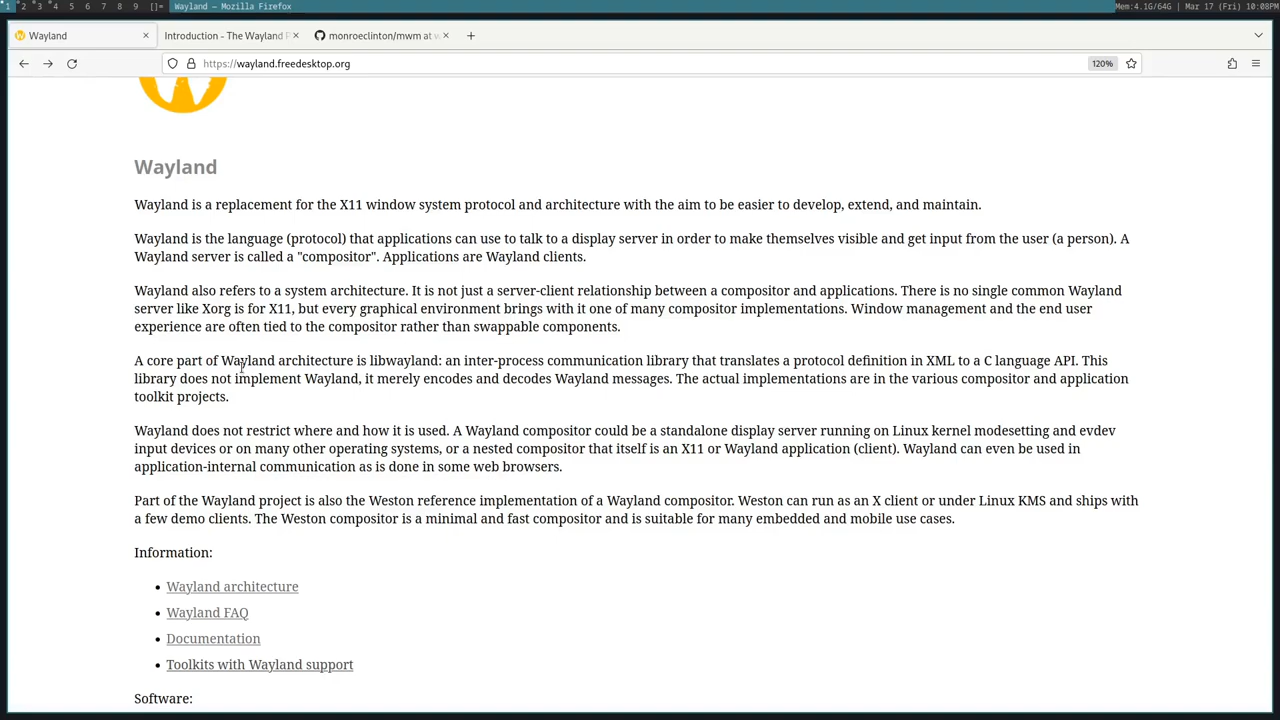 1 2 3 4 5 6 7 8 9 []= Wayland — Mozilla Firefox Mem:4.1G/64G | Mar 17 (Fri) 10:08PM
Wayland × Introduction - The Wayland × monroeclinton/mwm at × +
https://wayland.freedesktop.org 120%
Wayland
Wayland is a replacement for the X11 window system protocol and architecture with the aim to be easier to develop, extend, and maintain.
Wayland is the language (protocol) that applications can use to talk to a display server in order to make themselves visible and get input from the user (a person). A
Wayland server is called a "compositor". Applications are Wayland clients.
Wayland also refers to a system architecture. It is not just a server-client relationship between a compositor and applications. There is no single common Wayland
server like Xorg is for X11, but every graphical environment brings with it one of many compositor implementations. Window management and the end user
experience are often tied to the compositor rather than swappable components.
A core part of Wayland architecture is libwayland: an inter-process communication library that translates a protocol definition in XML to a C language API. This
library does not implement Wayland, it merely encodes and decodes Wayland messages. The actual implementations are in the various compositor and application
toolkit projects.
Wayland does not restrict where and how it is used. A Wayland compositor could be a standalone display server running on Linux kernel modesetting and evdev
input devices or on many other operating systems, or a nested compositor that itself is an X11 or Wayland application (client). Wayland can even be used in
application-internal communication as is done in some web browsers.
Part of the Wayland project is also the Weston reference implementation of a Wayland compositor. Weston can run as an X client or under Linux KMS and ships with
a few demo clients. The Weston compositor is a minimal and fast compositor and is suitable for many embedded and mobile use cases.
Information:
• Wayland architecture
• Wayland FAQ
• Documentation
• Toolkits with Wayland support
Software: